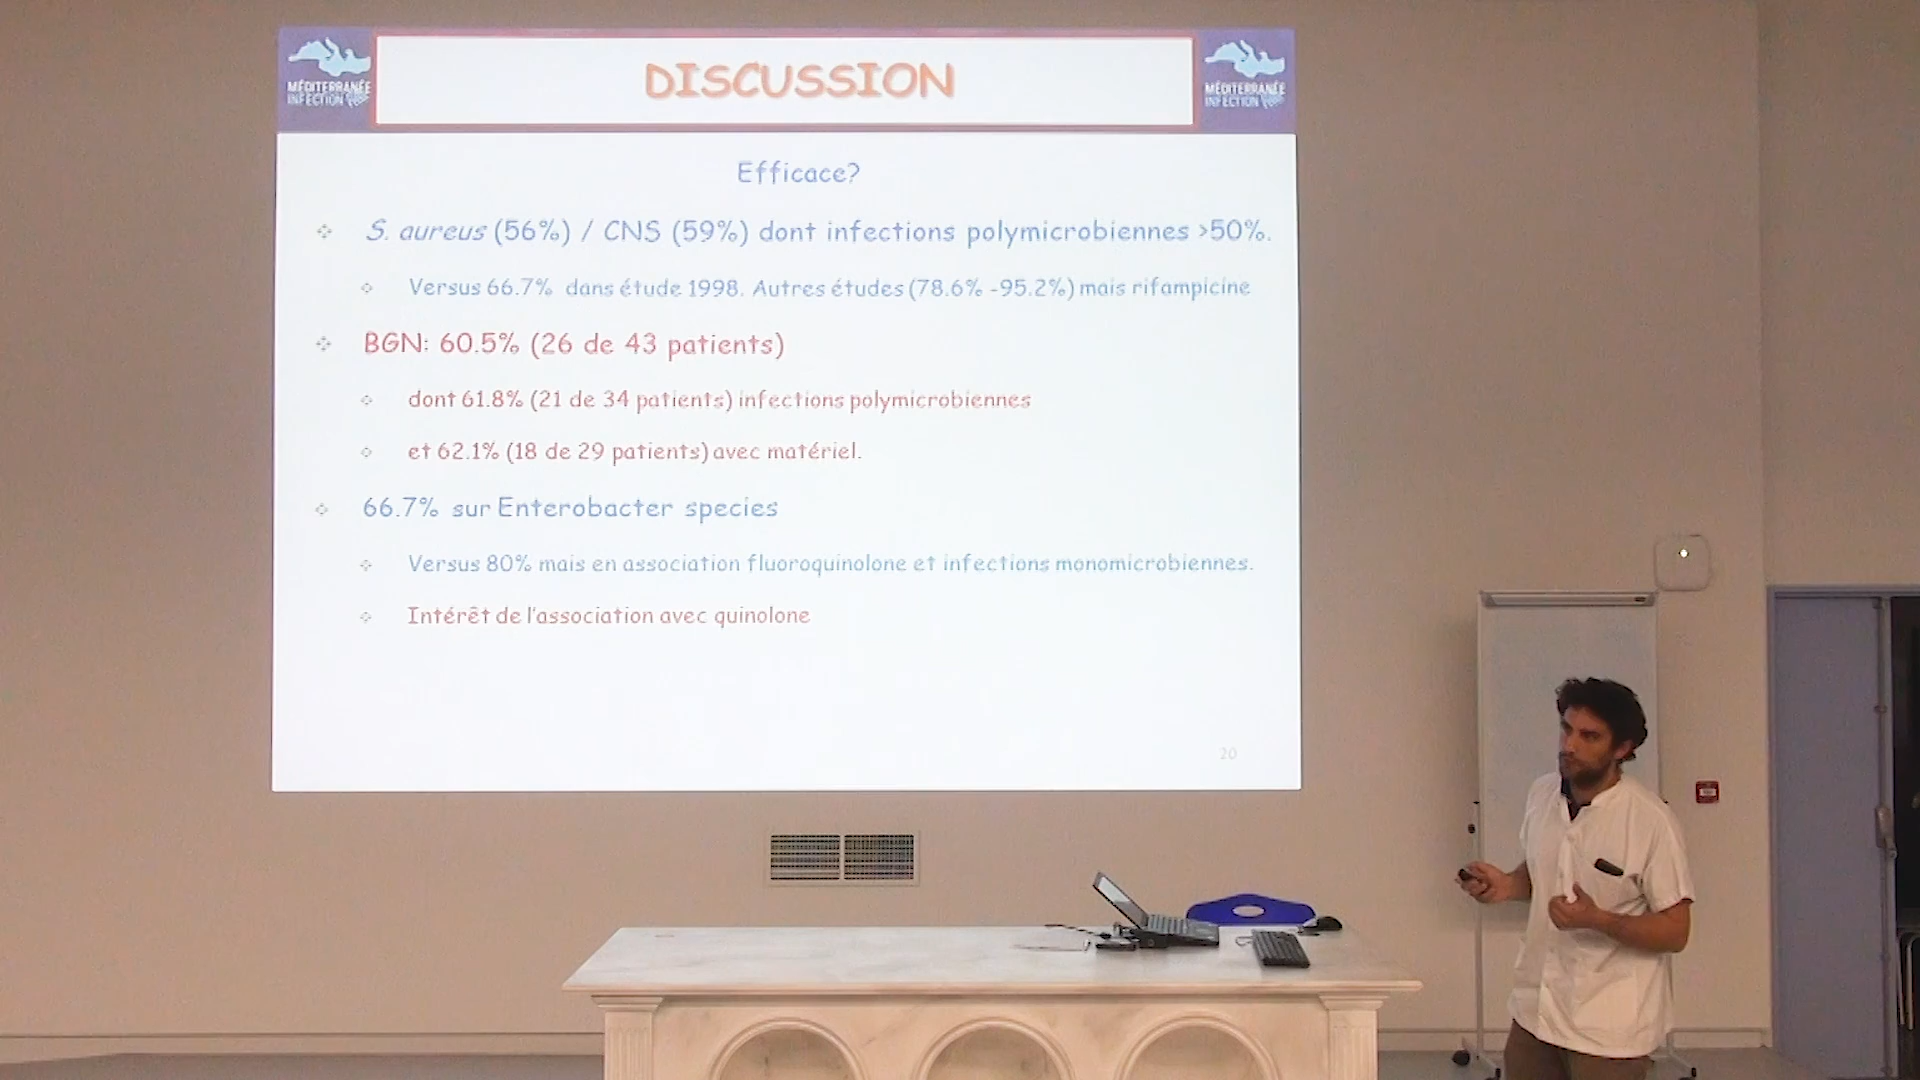 MÉDITERRANÉE
INFECTION
DISCUSSION
MÉDITERRANÉE
INFECTION
Efficace?
S. aureus (56%) / CNS (59%) dont infections polymicrobiennes >50%.
Versus 66.7% dans étude 1998. Autres études (78.6% -95.2%) mais rifampicine
BGN: 60.5% (26 de 43 patients)
dont 61.8% (21 de 34 patients) infections polymicrobiennes
et 62.1% (18 de 29 patients) avec matériel.
66.7% sur Enterobacter species
Versus 80% mais en association fluoroquinolone et infections monomicrobiennes.
Intérêt de l'association avec quinolone
20